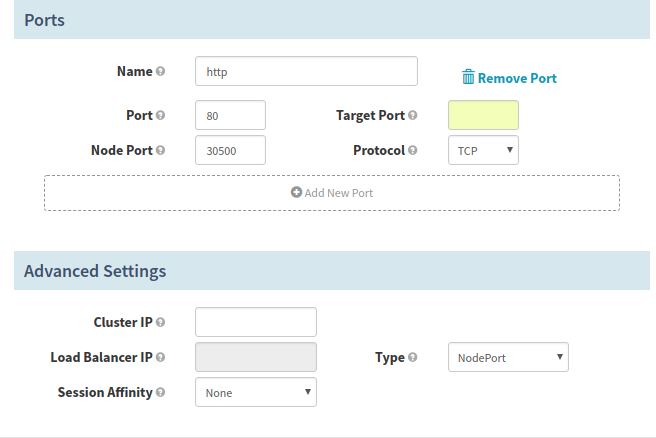 Ports
Name http Remove Port
Port 80 Target Port
Node Port 30500 Protocol TCP
Add New Port
Advanced Settings
Cluster IP
Load Balancer IP Type NodePort
Session Affinity None